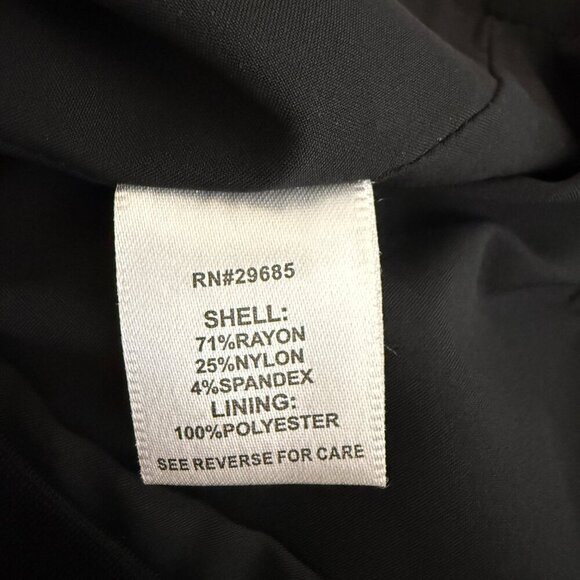 RN#29685
SHELL:
71%RAYON
25%NYLON
4%SPANDEX
LINING:
100%POLYESTER
SEE REVERSE FOR CARE